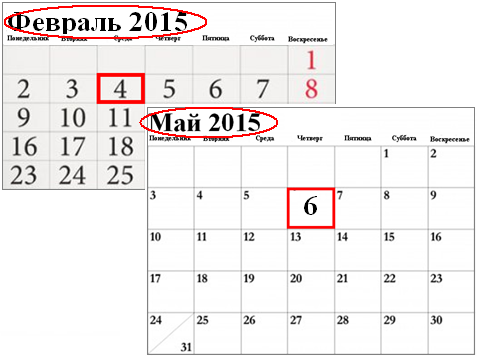 Февраль 2015
Понедельник Вторник Среда Четверг Пятница Суббота Воскресенье
1
2 3 4 5 6 7 8
9 10 11
16 17 18
23 24 25
Май 2015
Понедельник Вторник Среда Четверг Пятница Суббота Воскресенье
1 2
3 4 5 6 7 8 9
10 11 12 13 14 15 16
17 18 19 20 21 22 23
24 25 26 27 28 29 30
31